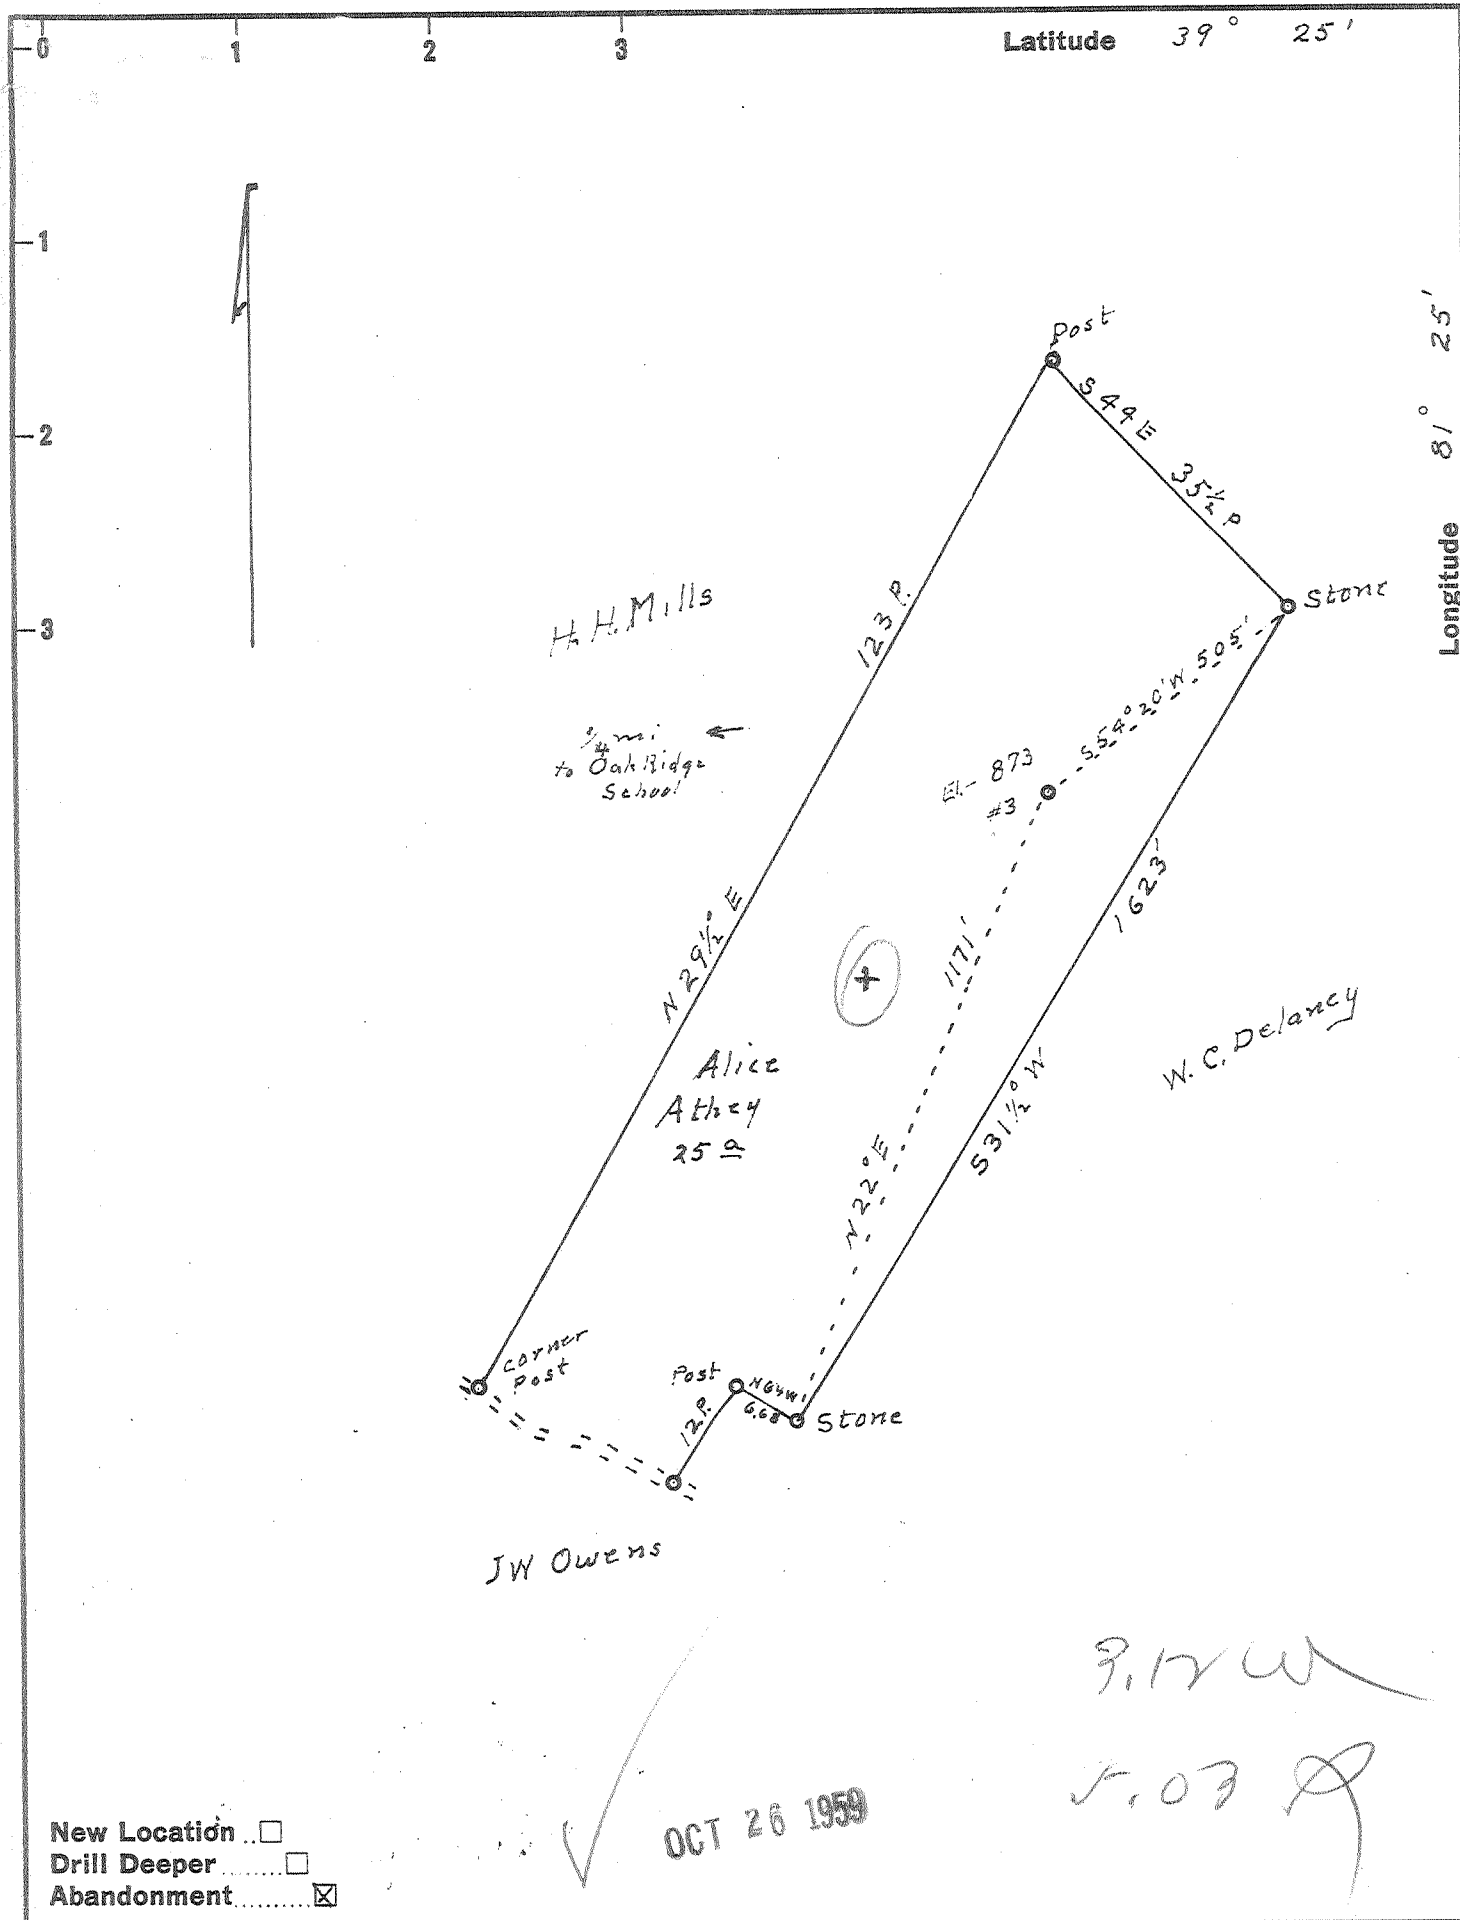 0 1 2 3
Latitude 39° 25'
1
2
3
Longitude 81° 25'
Post
S 44 E 35½ P
Stone
H. H. Mills
123 P.
N 29½° E
¾ mi ←
to Oak Ridge
School
S 54° 20' W 505'
El- 873
#3
1171'
N 22° E
1623'
S 31½° W
W. C. Delancy
Alice
Athey
25 a
corner
Post
Post
N 64 W
6.68
Stone
12 P.
JW Owens
OCT 26 1959
New Location
Drill Deeper
Abandonment ☒